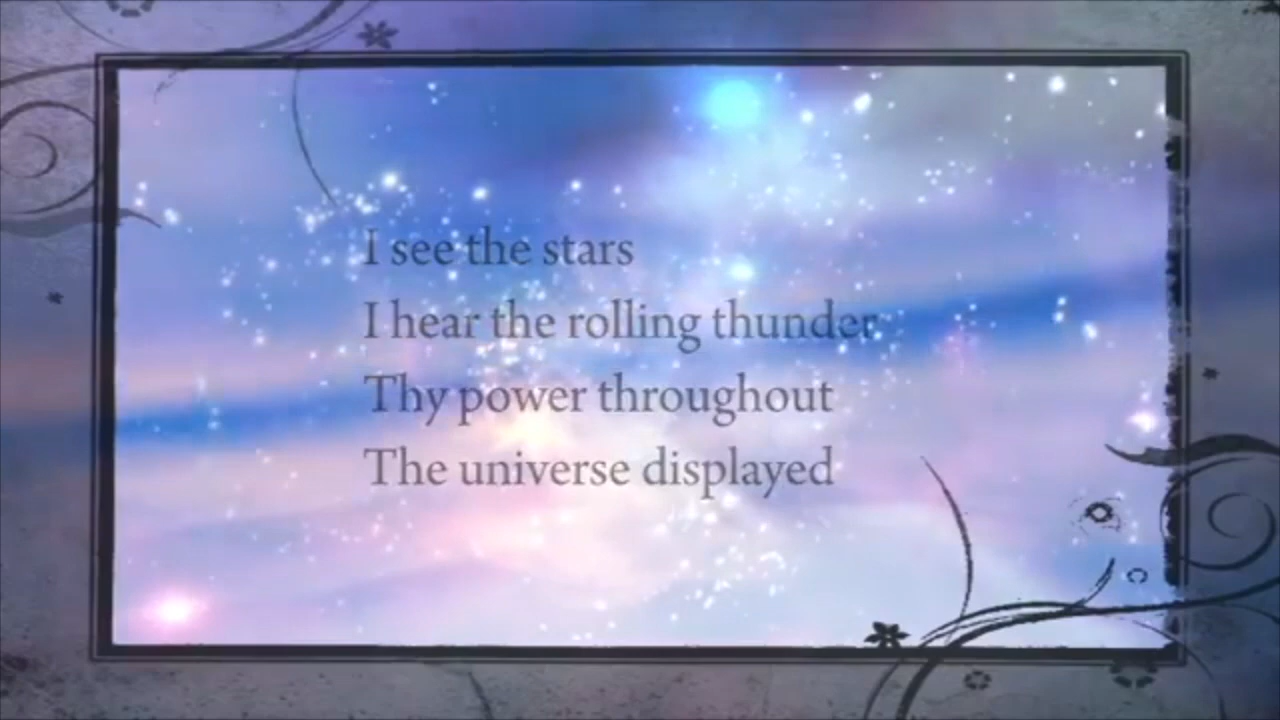 I see the stars
I hear the rolling thunder
Thy power throughout
The universe displayed